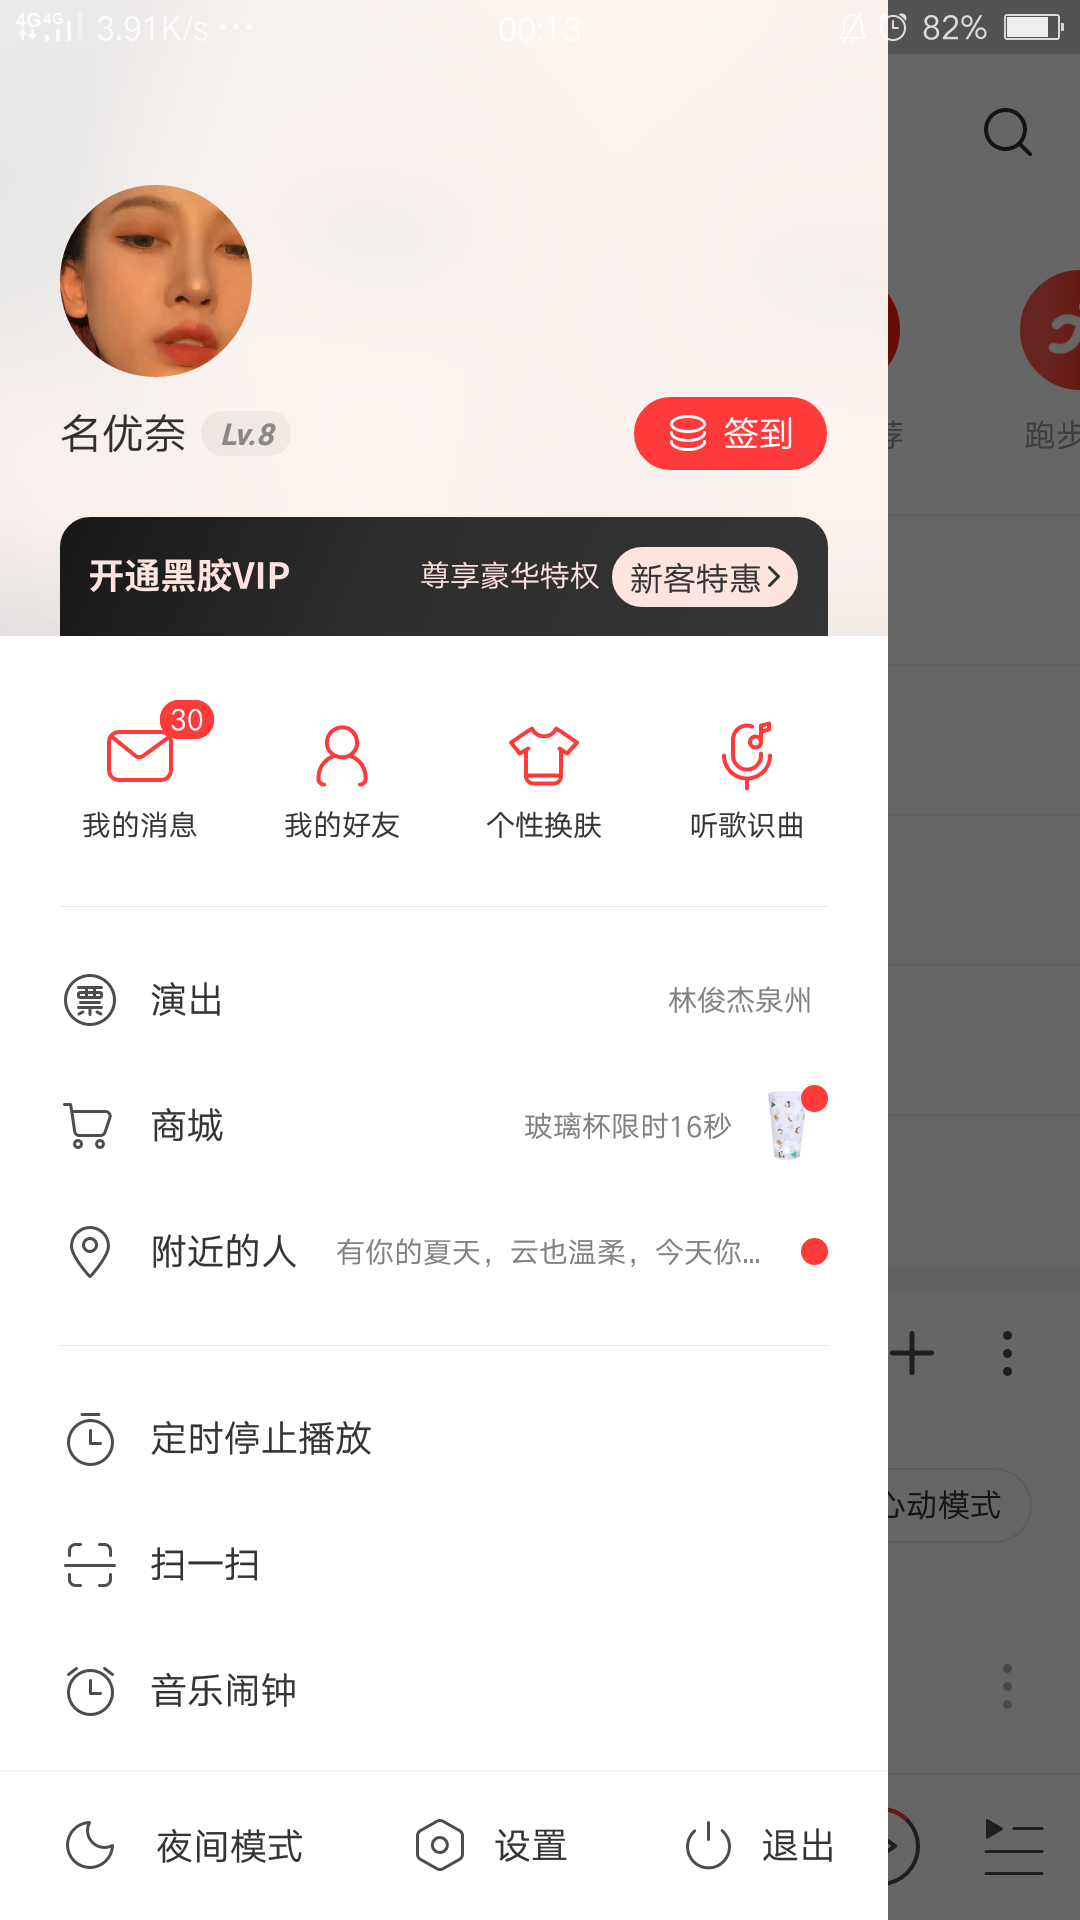 4G 4G 3.91K/s ... 00:13 82%
名优奈 Lv.8
签到
跑步
开通黑胶VIP 尊享豪华特权 新客特惠
30
我的消息 我的好友 个性换肤 听歌识曲
票 演出 林俊杰泉州
商城 玻璃杯限时16秒
附近的人 有你的夏天，云也温柔，今天你...
定时停止播放
心动模式
扫一扫
音乐闹钟
夜间模式 设置 退出